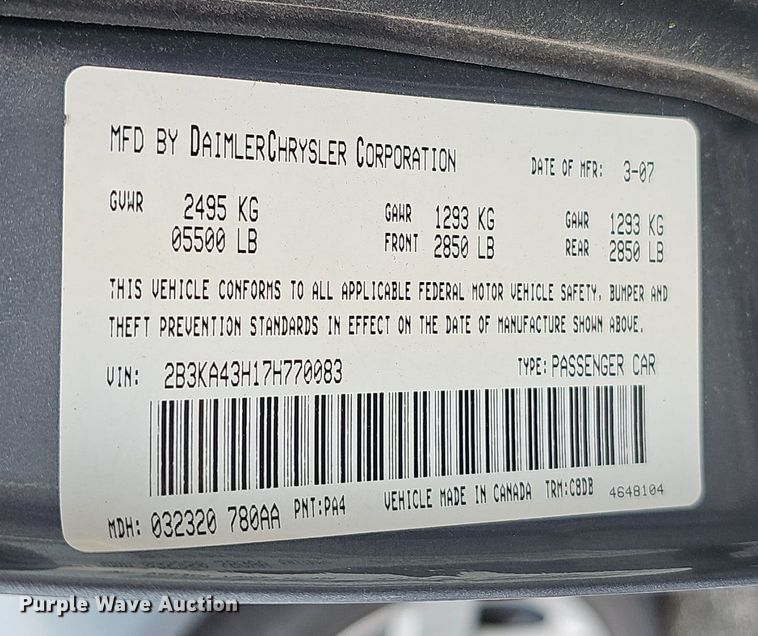 MFD BY DAIMLERCHRYSLER CORPORATION DATE OF MFR: 3-07
GVWR 2495 KG GAWR 1293 KG GAWR 1293 KG
05500 LB FRONT 2850 LB REAR 2850 LB
THIS VEHICLE CONFORMS TO ALL APPLICABLE FEDERAL MOTOR VEHICLE SAFETY, BUMPER AND
THEFT PREVENTION STANDARDS IN EFFECT ON THE DATE OF MANUFACTURE SHOWN ABOVE.
VIN: 2B3KA43H17H770083 TYPE: PASSENGER CAR
MDH: 032320 780AA PNT: PA4 VEHICLE MADE IN CANADA TRM: C8DB 4648104
Purple Wave Auction